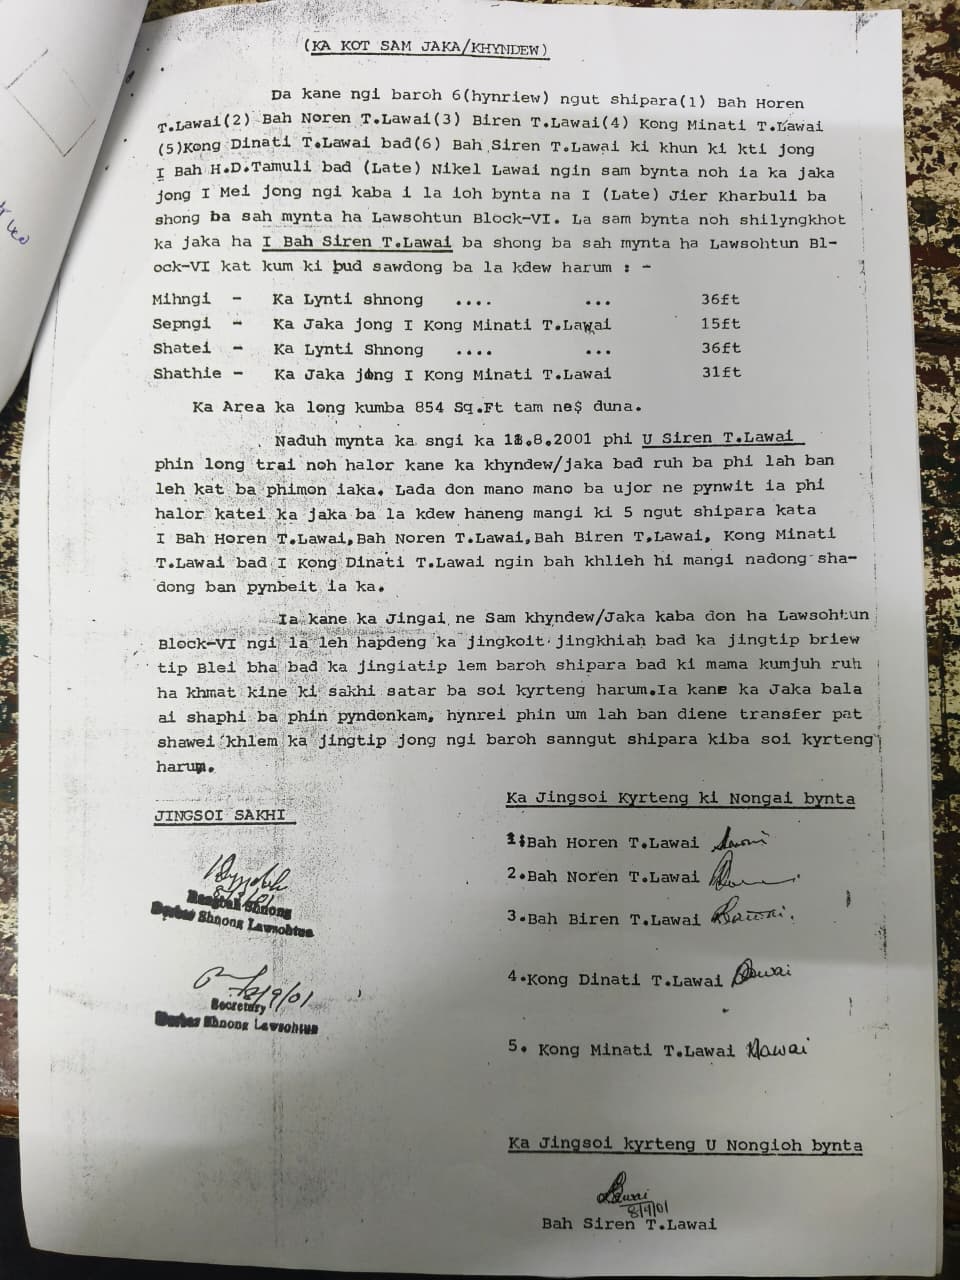 (KA KOT SAM JAKA/KHYNDEW)
Da kane ngi baroh 6(hynriew) ngut shipara(1) Bah Horen
T.Lawai(2) Bah Noren T.Lawai(3) Biren T.Lawai(4) Kong Minati T.Lawai
(5)Kong Dinati T.Lawai bad(6) Bah Siren T.Lawai ki khun ki kti jong
I Bah H.D.Tamuli bad (Late) Nikel Lawai ngin sam bynta noh ia ka jaka
jong I Mei jong ngi kaba i la ioh bynta na I (Late) Jier Kharbuli ba
shong ba sah mynta ha Lawsohtun Block-VI. La sam bynta noh shilyngkhot
ka jaka ha I Bah Siren T.Lawai ba shong ba sah mynta ha Lawsohtun Bl-
ock-VI kat kum ki pud sawdong ba la kdew harum : -
Mihngi - Ka Lynti shnong .... ... 36ft
Sepngi - Ka Jaka jong I Kong Minati T.Lawai 15ft
Shatei - Ka Lynti Shnong .... ... 36ft
Shathie - Ka Jaka jong I Kong Minati T.Lawai 31ft
Ka Area ka long kumba 854 Sq.Ft tam ne$ duna.
Naduh mynta ka sngi ka .8.2001 phi U Siren T.Lawai
phin long trai noh halor kane ka khyndew/jaka bad ruh ba phi lah ban
leh kat ba phimon iaka. Lada don mano mano ba ujor ne pynwit ia phi
halor katei ka jaka ba la kdew haneng mangi ki 5 ngut shipara kata
I Bah Horen T.Lawai, Bah Noren T.Lawai, Bah Biren T.Lawai, Kong Minati
T.Lawai bad I Kong Dinati T.Lawai ngin bah khlieh hi mangi nadong sha-
dong ban pynbeit ia ka.
Ia kane ka Jingai ne Sam khyndew/Jaka kaba don ha Lawsohtun
Block-VI ngi la leh hapdeng ka jingkoit jingkhiah bad ka jingtip briew
tip Blei bha bad ka jingiatip lem baroh shipara bad ki mama kumjuh ruh
ha khmat kine ki sakhi satar ba soi kyrteng harum.Ia kane ka Jaka bala
ai shaphi ba phin pyndonkam, hynrei phin um lah ban diene transfer pat
shawei khlem ka jingtip jong ngi baroh sanngut shipara kiba soi kyrteng
harum.
JINGSOI SAKHI
8/9/01
Rangbah Shnong
Durbar Shnong Lawsohtun
8/9/01
Secretary
Durbar Shnong Lawsohtun
Ka Jingsoi Kyrteng ki Nongai bynta
1.Bah Horen T.Lawai
2.Bah Noren T.Lawai
3.Bah Biren T.Lawai
4.Kong Dinati T.Lawai
5. Kong Minati T.Lawai
Ka Jingsoi kyrteng U Nongioh bynta
8/9/01
Bah Siren T.Lawai